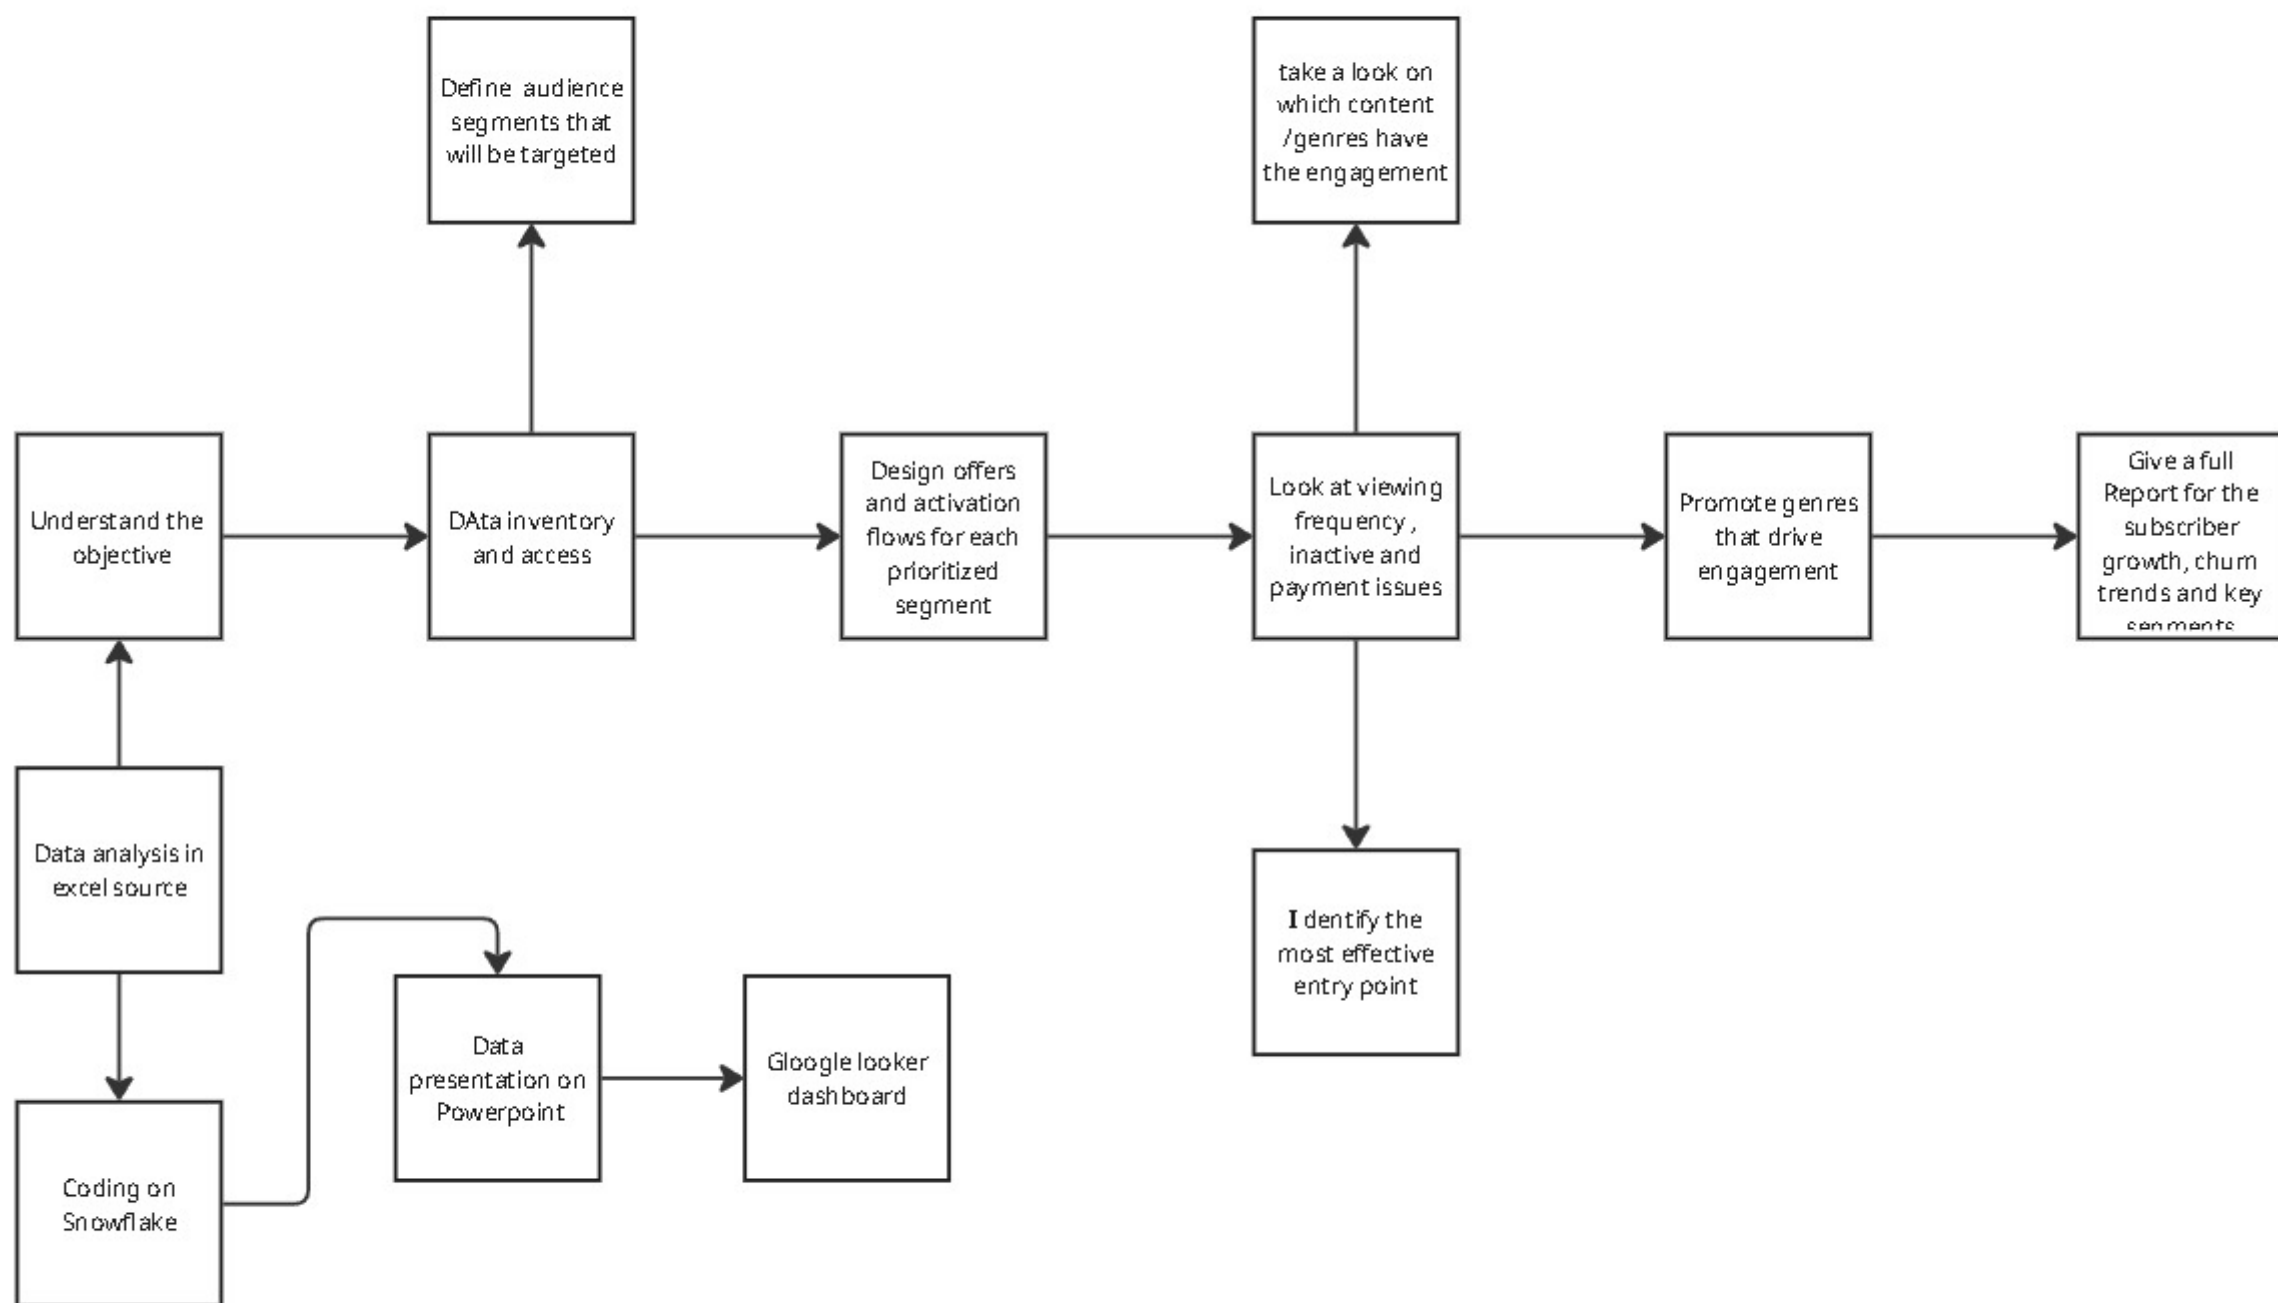 Define audience
segments that
will be targeted
take a look on
which content
/genres have
the engagement
Understand the
objective
DAta inventory
and access
Design offers
and activation
flows for each
prioritized
segment
Look at viewing
frequency ,
inactive and
payment issues
Promote genres
that drive
engagement
Give a full
Report for the
subscriber
growth, churn
trends and key
segments
Data analysis in
excel source
I dentify the
most effective
entry point
Data
presentation on
Powerpoint
Gloogle looker
dashboard
Coding on
Snowflake